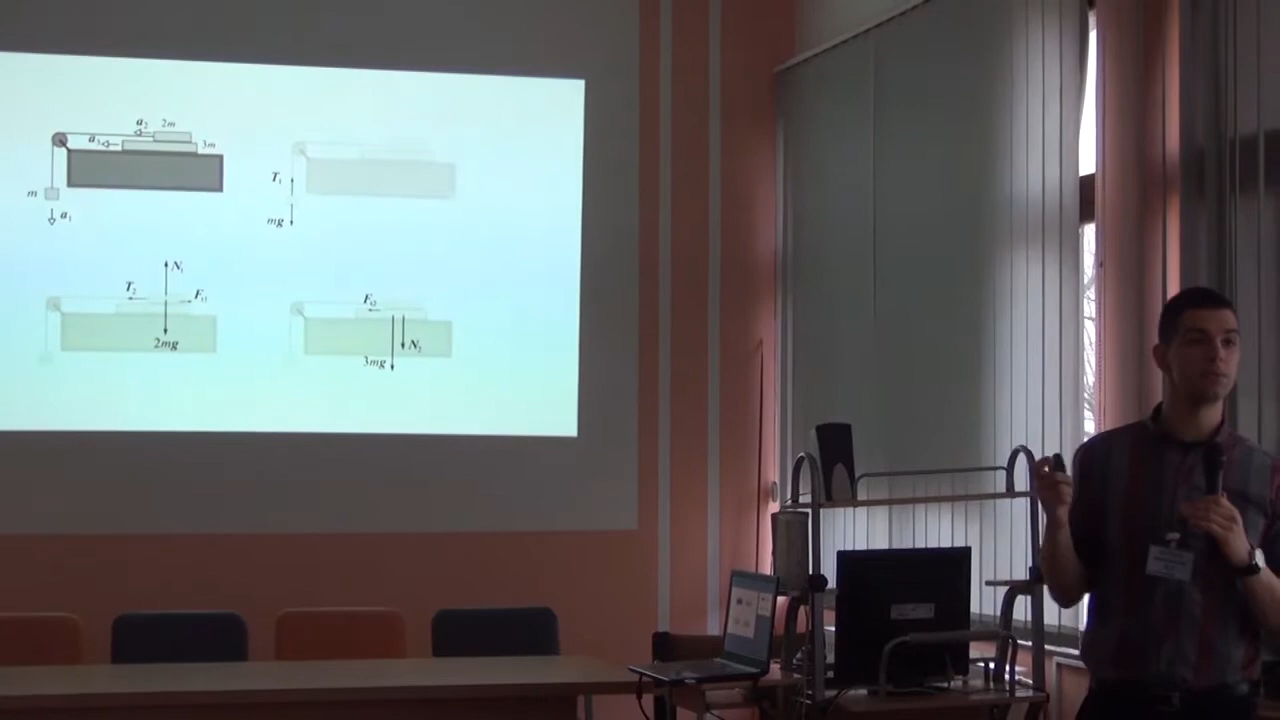 a₂ 2m
a₃ 3m
m
a₁
T₁
mg
N₁
T₂ Ft1
2mg
Ft2
N₂
3mg